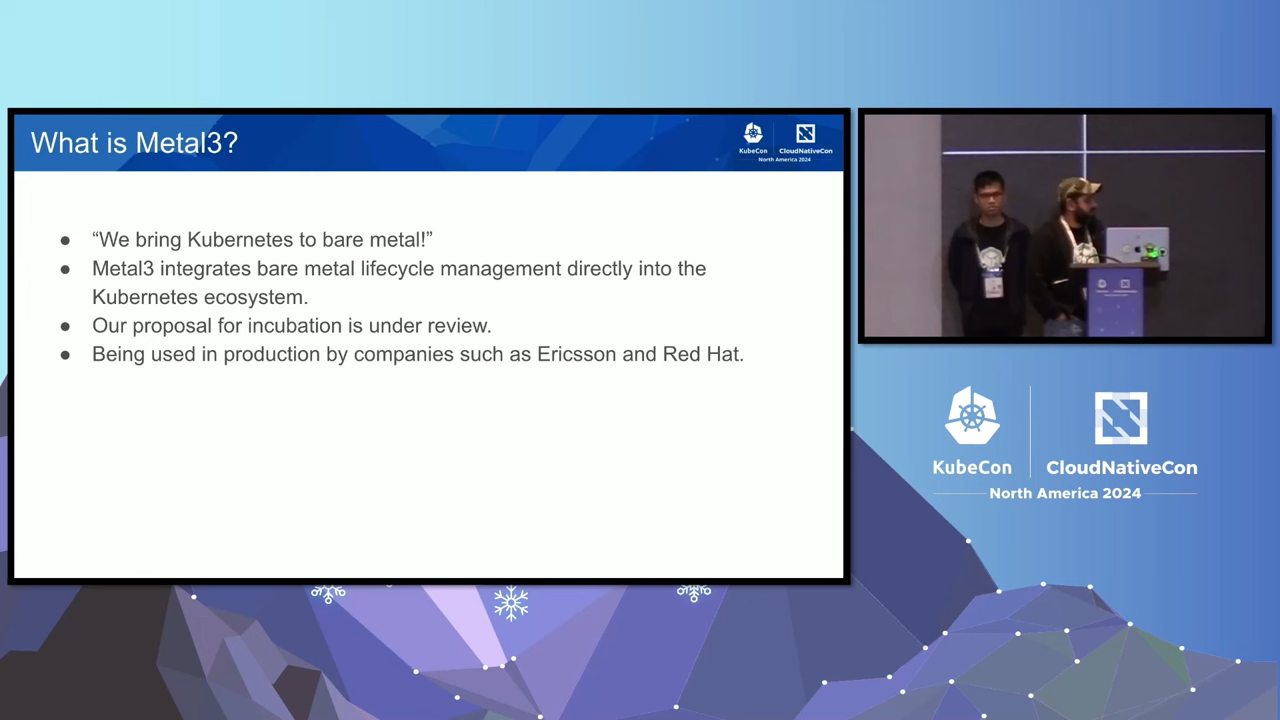 What is Metal3?
KubeCon
CloudNativeCon
North America 2024
● “We bring Kubernetes to bare metal!”
● Metal3 integrates bare metal lifecycle management directly into the
Kubernetes ecosystem.
● Our proposal for incubation is under review.
● Being used in production by companies such as Ericsson and Red Hat.
KubeCon
CloudNativeCon
North America 2024